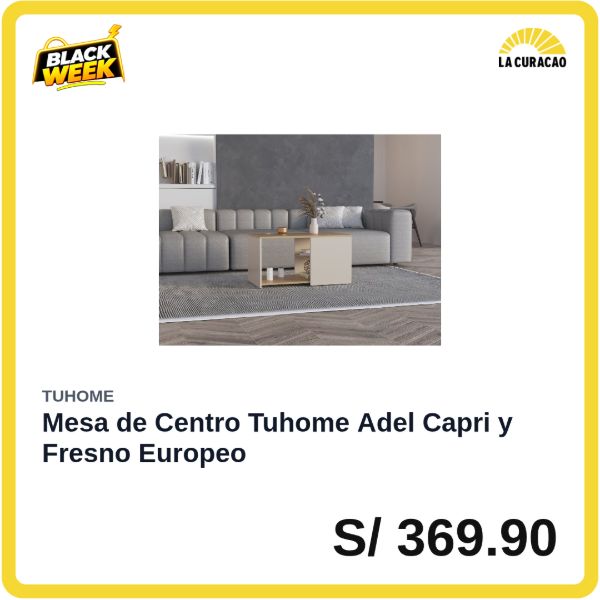 BLACK
WEEK
LA CURACAO
TUHOME
Mesa de Centro Tuhome Adel Capri y
Fresno Europeo
S/ 369.90